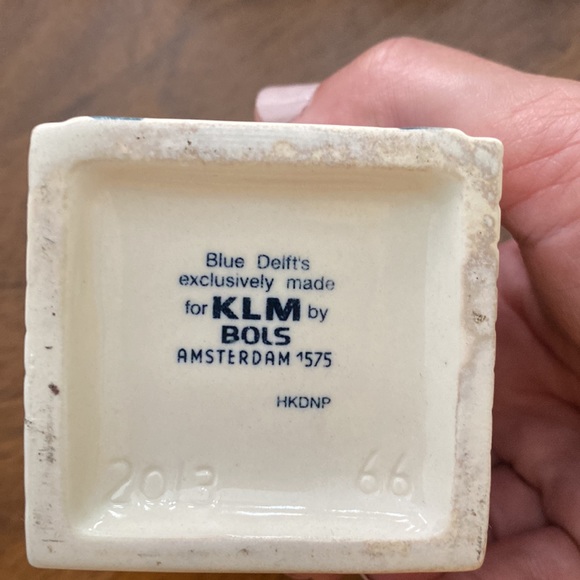 Blue Delft's
exclusively made
for KLM by
BOLS
AMSTERDAM 1575
HKDNP
2013 66